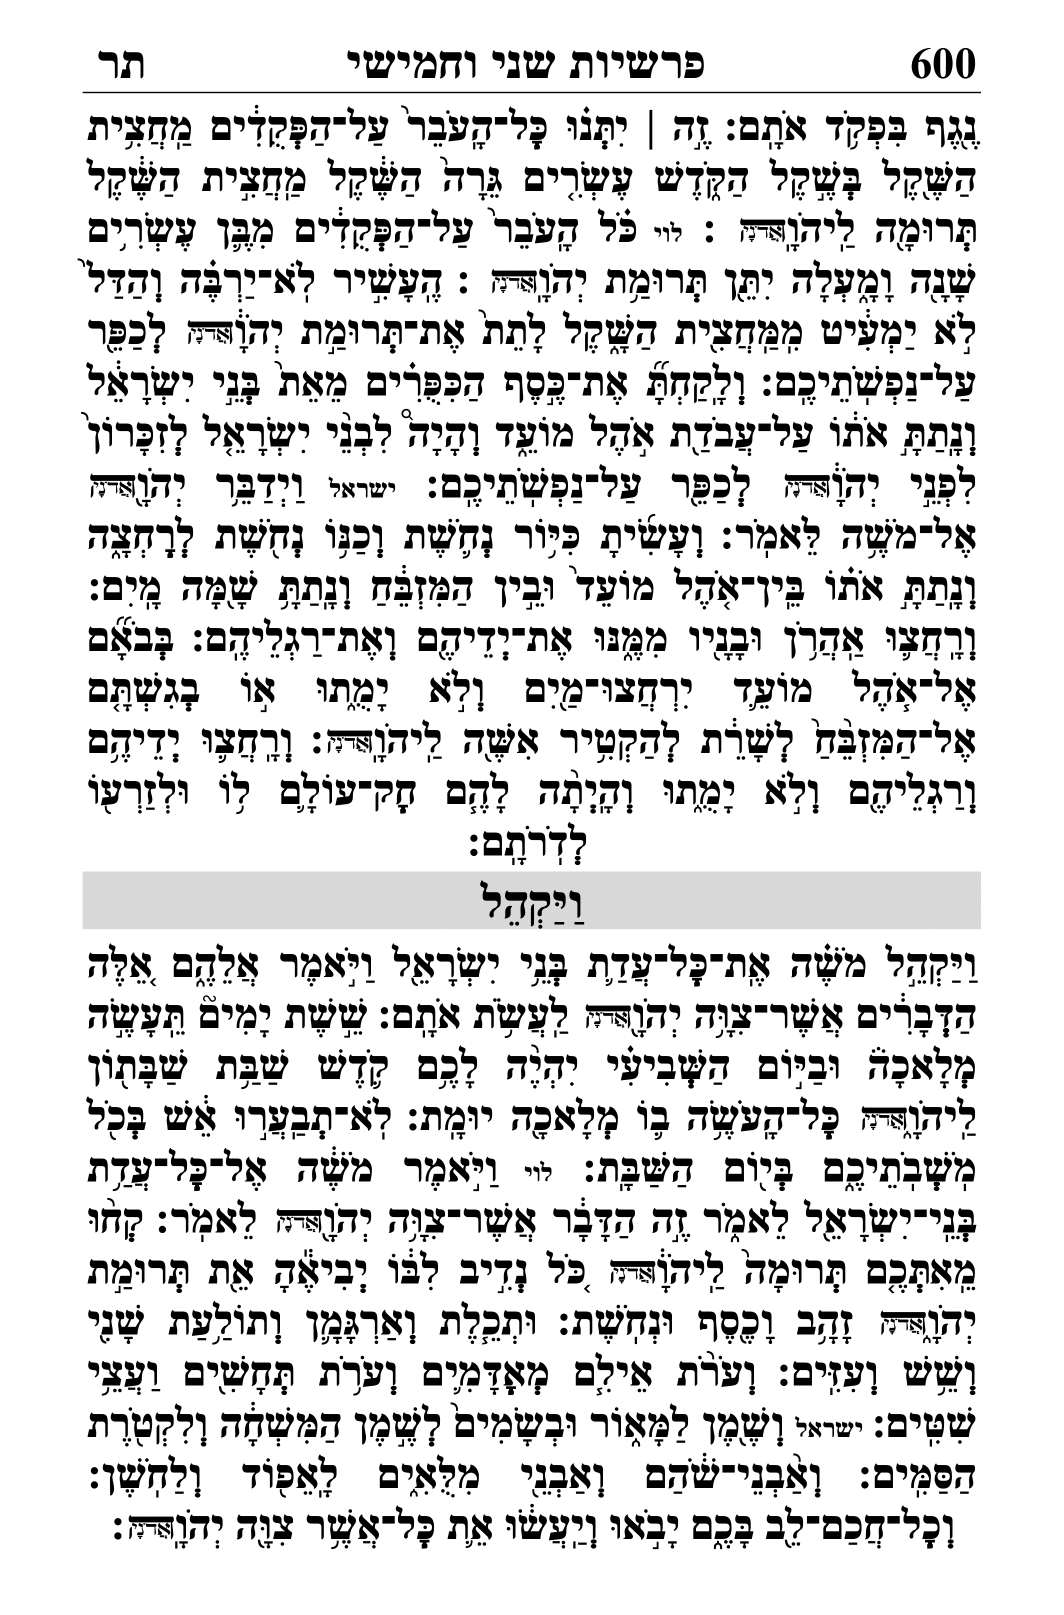 600 פרשיות שני וחמישי תר
נֶ֖גֶף בִּפְקֹ֥ד אֹתָֽם׃ זֶ֣ה ׀ יִתְּנ֗וּ כׇּל־הָֽעֹבֵר֙ עַל־הַפְּקֻדִ֔ים מַֽחֲצִ֥ית
הַשֶּׁ֖קֶל בְּשֶׁ֣קֶל הַקֹּ֑דֶשׁ עֶשְׂרִ֤ים גֵּרָה֙ הַשֶּׁ֔קֶל מַֽחֲצִ֣ית הַשֶּׁ֔קֶל
תְּרוּמָ֖ה לַֽיהֹוָֽה׃ לוי כֹּ֗ל הָֽעֹבֵר֙ עַל־הַפְּקֻדִ֔ים מִבֶּ֛ן עֶשְׂרִ֥ים
שָׁנָ֖ה וָמָ֑עְלָה יִתֵּ֖ן תְּרוּמַ֥ת יְהֹוָֽה׃ הֶֽעָשִׁ֣יר לֹֽא־יַרְבֶּ֗ה וְהַדַּל֙
לֹ֣א יַמְעִ֔יט מִֽמַּחֲצִ֖ית הַשָּׁ֑קֶל לָתֵת֙ אֶת־תְּרוּמַ֣ת יְהֹוָ֔ה לְכַפֵּ֖ר
עַל־נַפְשֹֽׁתֵיכֶֽם׃ וְלָֽקַחְתָּ֞ אֶת־כֶּ֣סֶף הַכִּפֻּרִ֗ים מֵאֵת֙ בְּנֵ֣י יִשְׂרָאֵ֔ל
וְנָֽתַתָּ֣ אֹת֔וֹ עַל־עֲבֹדַ֖ת אֹ֣הֶל מוֹעֵ֑ד וְהָיָה֩ לִבְנֵ֨י יִשְׂרָאֵ֤ל לְזִכָּרוֹן֙
לִפְנֵ֣י יְהֹוָ֔ה לְכַפֵּ֖ר עַל־נַפְשֹֽׁתֵיכֶֽם׃ ישראל וַיְדַבֵּ֥ר יְהֹוָ֖ה
אֶל־מֹשֶׁ֥ה לֵּאמֹֽר׃ וְעָשִׂ֜יתָ כִּיּ֥וֹר נְחֹ֛שֶׁת וְכַנּ֥וֹ נְחֹ֖שֶׁת לְרָחְצָ֑ה
וְנָֽתַתָּ֣ אֹת֗וֹ בֵּֽין־אֹ֤הֶל מוֹעֵד֙ וּבֵ֣ין הַמִּזְבֵּ֔חַ וְנָֽתַתָּ֥ שָׁ֖מָּה מָֽיִם׃
וְרָֽחֲצ֛וּ אַֽהֲרֹ֥ן וּבָנָ֖יו מִמֶּ֑נּוּ אֶת־יְדֵיהֶ֖ם וְאֶת־רַגְלֵיהֶֽם׃ בְּבֹאָ֞ם
אֶל־אֹ֧הֶל מוֹעֵ֛ד יִרְחֲצוּ־מַ֖יִם וְלֹ֣א יָמֻ֑תוּ א֣וֹ בְגִשְׁתָּ֤ם
אֶל־הַמִּזְבֵּ֙חַ֙ לְשָׁרֵ֔ת לְהַקְטִ֥יר אִשֶּׁ֖ה לַֽיהֹוָֽה׃ וְרָֽחֲצ֛וּ יְדֵיהֶ֥ם
וְרַגְלֵיהֶ֖ם וְלֹ֣א יָמֻ֑תוּ וְהָֽיְתָ֨ה לָהֶ֧ם חׇק־עוֹלָ֛ם ל֥וֹ וּלְזַרְע֖וֹ
לְדֹֽרֹתָֽם׃
וַיַּקְהֵל
וַיַּקְהֵ֣ל מֹשֶׁ֗ה אֶֽת־כׇּל־עֲדַ֛ת בְּנֵ֥י יִשְׂרָאֵ֖ל וַיֹּ֣אמֶר אֲלֵהֶ֑ם אֵ֚לֶּה
הַדְּבָרִ֔ים אֲשֶׁר־צִוָּ֥ה יְהֹוָ֖ה לַֽעֲשֹׂ֥ת אֹתָֽם׃ שֵׁ֣שֶׁת יָמִים֮ תֵּֽעָשֶׂ֣ה
מְלָאכָה֒ וּבַיּ֣וֹם הַשְּׁבִיעִ֗י יִהְיֶ֨ה לָכֶ֥ם קֹ֛דֶשׁ שַׁבַּ֥ת שַׁבָּת֖וֹן
לַֽיהֹוָ֑ה כׇּל־הָֽעֹשֶׂ֥ה ב֛וֹ מְלָאכָ֖ה יוּמָֽת׃ לֹֽא־תְבַֽעֲר֣וּ אֵ֔שׁ בְּכֹ֖ל
מֹֽשְׁבֹֽתֵיכֶ֑ם בְּי֖וֹם הַשַּׁבָּֽת׃ לוי וַיֹּ֣אמֶר מֹשֶׁ֔ה אֶל־כׇּל־עֲדַ֥ת
בְּנֵֽי־יִשְׂרָאֵ֖ל לֵאמֹ֑ר זֶ֣ה הַדָּבָ֔ר אֲשֶׁר־צִוָּ֥ה יְהֹוָ֖ה לֵאמֹֽר׃ קְח֨וּ
מֵֽאִתְּכֶ֤ם תְּרוּמָה֙ לַֽיהֹוָ֔ה כֹּ֚ל נְדִ֣יב לִבּ֔וֹ יְבִיאֶ֕הָ אֵ֖ת תְּרוּמַ֣ת
יְהֹוָ֑ה זָהָ֥ב וָכֶ֖סֶף וּנְחֹֽשֶׁת׃ וּתְכֵ֧לֶת וְאַרְגָּמָ֛ן וְתוֹלַ֥עַת שָׁנִ֖י
וְשֵׁ֥שׁ וְעִזִּֽים׃ וְעֹרֹ֨ת אֵילִ֧ם מְאׇדָּמִ֛ים וְעֹרֹ֥ת תְּחָשִׁ֖ים וַֽעֲצֵ֥י
שִׁטִּֽים׃ ישראל וְשֶׁ֖מֶן לַמָּא֑וֹר וּבְשָׂמִים֙ לְשֶׁ֣מֶן הַמִּשְׁחָ֔ה וְלִקְטֹ֖רֶת
הַסַּמִּֽים׃ וְאַ֨בְנֵי־שֹׁ֔הַם וְאַבְנֵ֖י מִלֻּאִ֑ים לָֽאֵפ֖וֹד וְלַחֹֽשֶׁן׃
וְכׇל־חֲכַם־לֵ֖ב בָּכֶ֑ם יָבֹ֣אוּ וְיַֽעֲשׂ֔וּ אֵ֛ת כׇּל־אֲשֶׁ֥ר צִוָּ֖ה יְהֹוָֽה׃